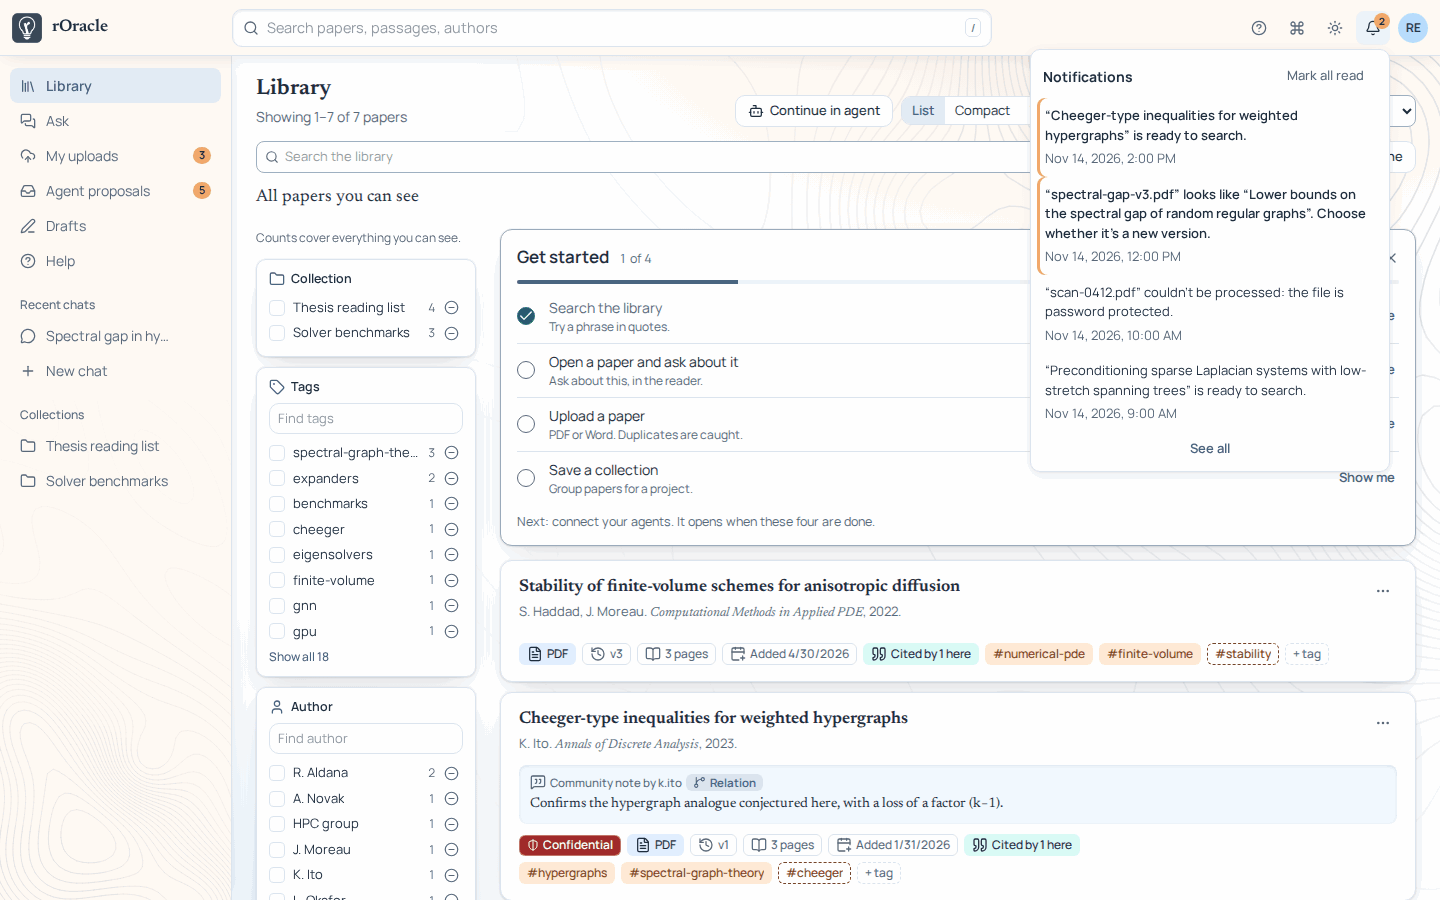 rOracle
Search papers, passages, authors
/
2
RE
Library
Ask
My uploads
3
Agent proposals
5
Drafts
Help
Recent chats
Spectral gap in hy...
New chat
Collections
Thesis reading list
Solver benchmarks
Library
Showing 1–7 of 7 papers
Continue in agent
List
Compact
Search the library
All papers you can see
Counts cover everything you can see.
Collection
Thesis reading list 4
Solver benchmarks 3
Tags
Find tags
spectral-graph-the... 3
expanders 2
benchmarks 1
cheeger 1
eigensolvers 1
finite-volume 1
gnn 1
gpu 1
Show all 18
Author
Find author
R. Aldana 2
A. Novak 1
HPC group 1
J. Moreau 1
K. Ito 1
Get started 1 of 4
Search the library
Try a phrase in quotes.
Open a paper and ask about it
Ask about this, in the reader.
Upload a paper
PDF or Word. Duplicates are caught.
Save a collection
Group papers for a project.
Show me
Next: connect your agents. It opens when these four are done.
Notifications
Mark all read
“Cheeger-type inequalities for weighted
hypergraphs” is ready to search.
Nov 14, 2026, 2:00 PM
“spectral-gap-v3.pdf” looks like “Lower bounds on
the spectral gap of random regular graphs”. Choose
whether it's a new version.
Nov 14, 2026, 12:00 PM
“scan-0412.pdf” couldn't be processed: the file is
password protected.
Nov 14, 2026, 10:00 AM
“Preconditioning sparse Laplacian systems with low-
stretch spanning trees” is ready to search.
Nov 14, 2026, 9:00 AM
See all
Stability of finite-volume schemes for anisotropic diffusion
S. Haddad, J. Moreau. Computational Methods in Applied PDE, 2022.
PDF v3 3 pages Added 4/30/2026 Cited by 1 here #numerical-pde #finite-volume #stability + tag
Cheeger-type inequalities for weighted hypergraphs
K. Ito. Annals of Discrete Analysis, 2023.
Community note by k.ito Relation
Confirms the hypergraph analogue conjectured here, with a loss of a factor (k−1).
Confidential PDF v1 3 pages Added 1/31/2026 Cited by 1 here
#hypergraphs #spectral-graph-theory #cheeger + tag